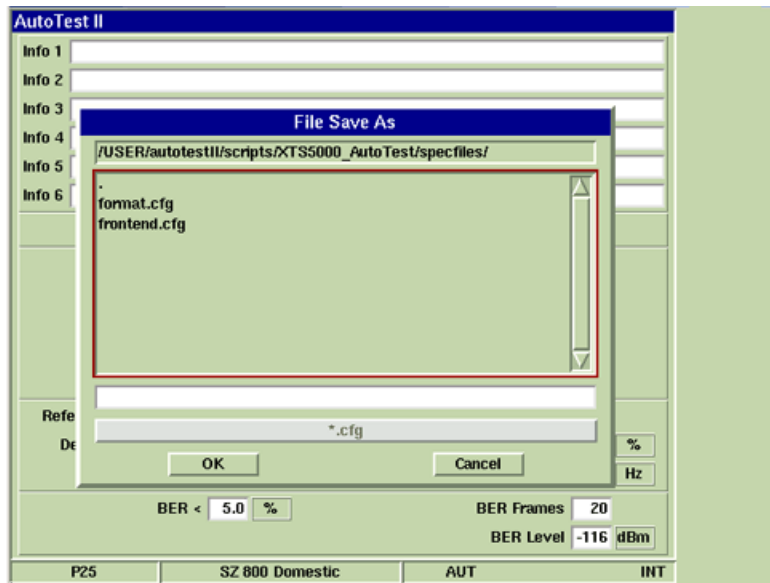 AutoTest II
Info 1
Info 2
Info 3
Info 4
Info 5
Info 6
File Save As
/USER/autotestII/scripts/XTS5000_AutoTest/specfiles/
.
format.cfg
frontend.cfg
*.cfg
OK Cancel
Refe
De %
Hz
BER < 5.0 % BER Frames 20
BER Level -116 dBm
P25 SZ 800 Domestic AUT INT